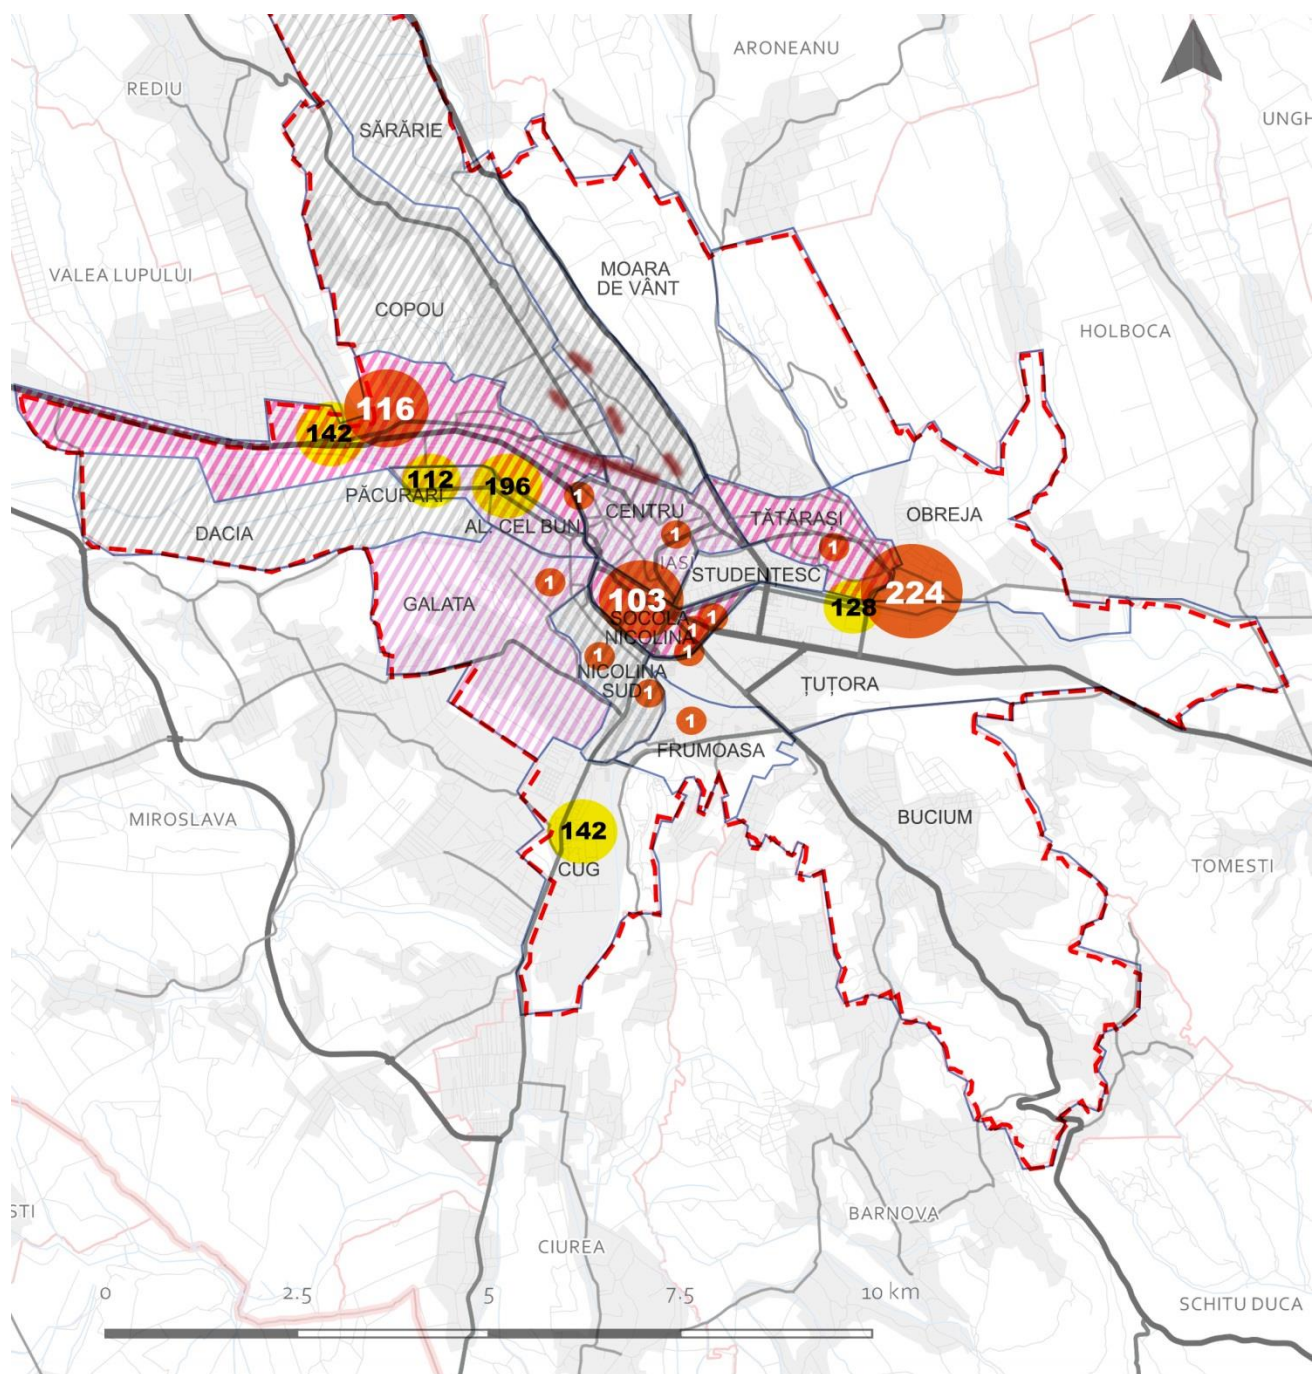 ARONEANU
REDIU
UNGH
SĂRĂRIE
VALEA LUPULUI
MOARA
DE VÂNT
COPOU
HOLBOCA
116
142
112
196
PĂCURARI
1
CENTRU
TĂTĂRAȘI
OBREJA
DACIA
AL. CEL BUN
1
1
IAȘI
STUDENȚESC
1
GALATA
103
128
224
SOCOLA
1
1
NICOLINA
1
1
NICOLINA
SUD
1
ȚUȚORA
1
FRUMOASA
MIROSLAVA
142
BUCIUM
CUG
TOMESTI
STI
BARNOVA
CIUREA
0
2.5
5
7.5
10 km
SCHITU DUCA